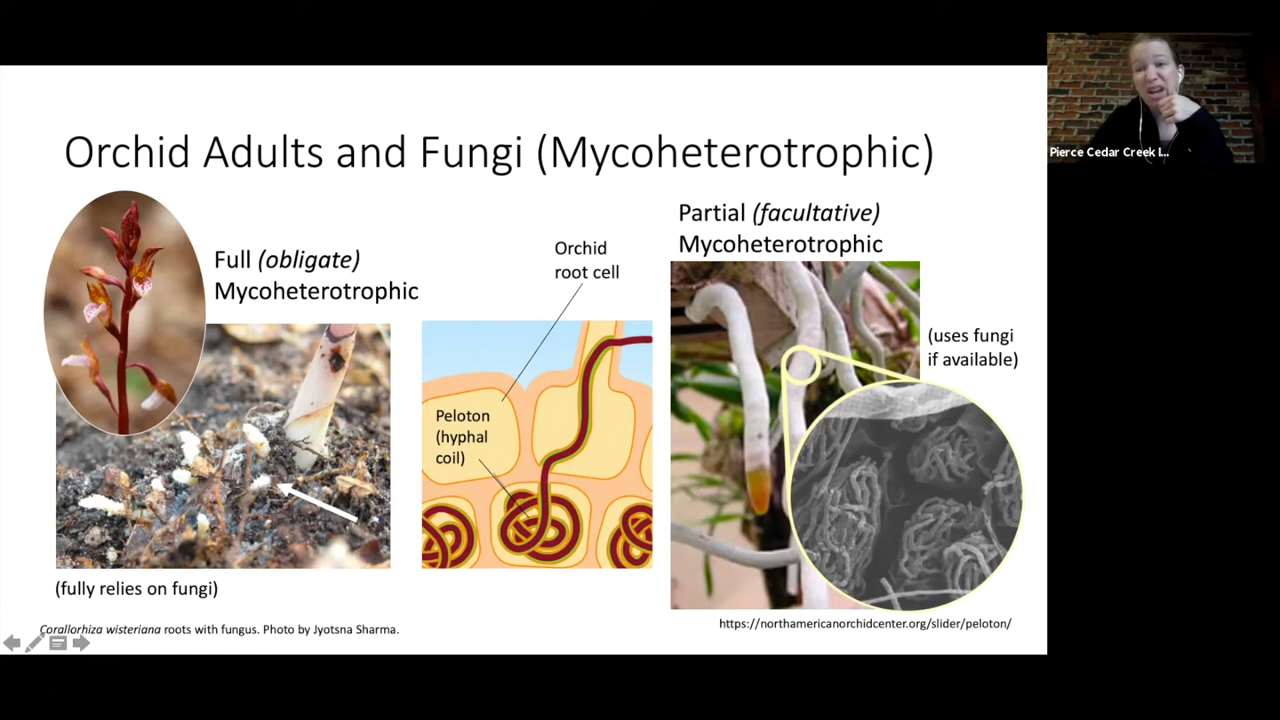 Orchid Adults and Fungi (Mycoheterotrophic)
Full (obligate)
Mycoheterotrophic
(fully relies on fungi)
Corallorhiza wisteriana roots with fungus. Photo by Jyotsna Sharma.
Orchid
root cell
Peloton
(hyphal
coil)
Partial (facultative)
Mycoheterotrophic
(uses fungi
if available)
https://northamericanorchidcenter.org/slider/peloton/
Pierce Cedar Creek I...